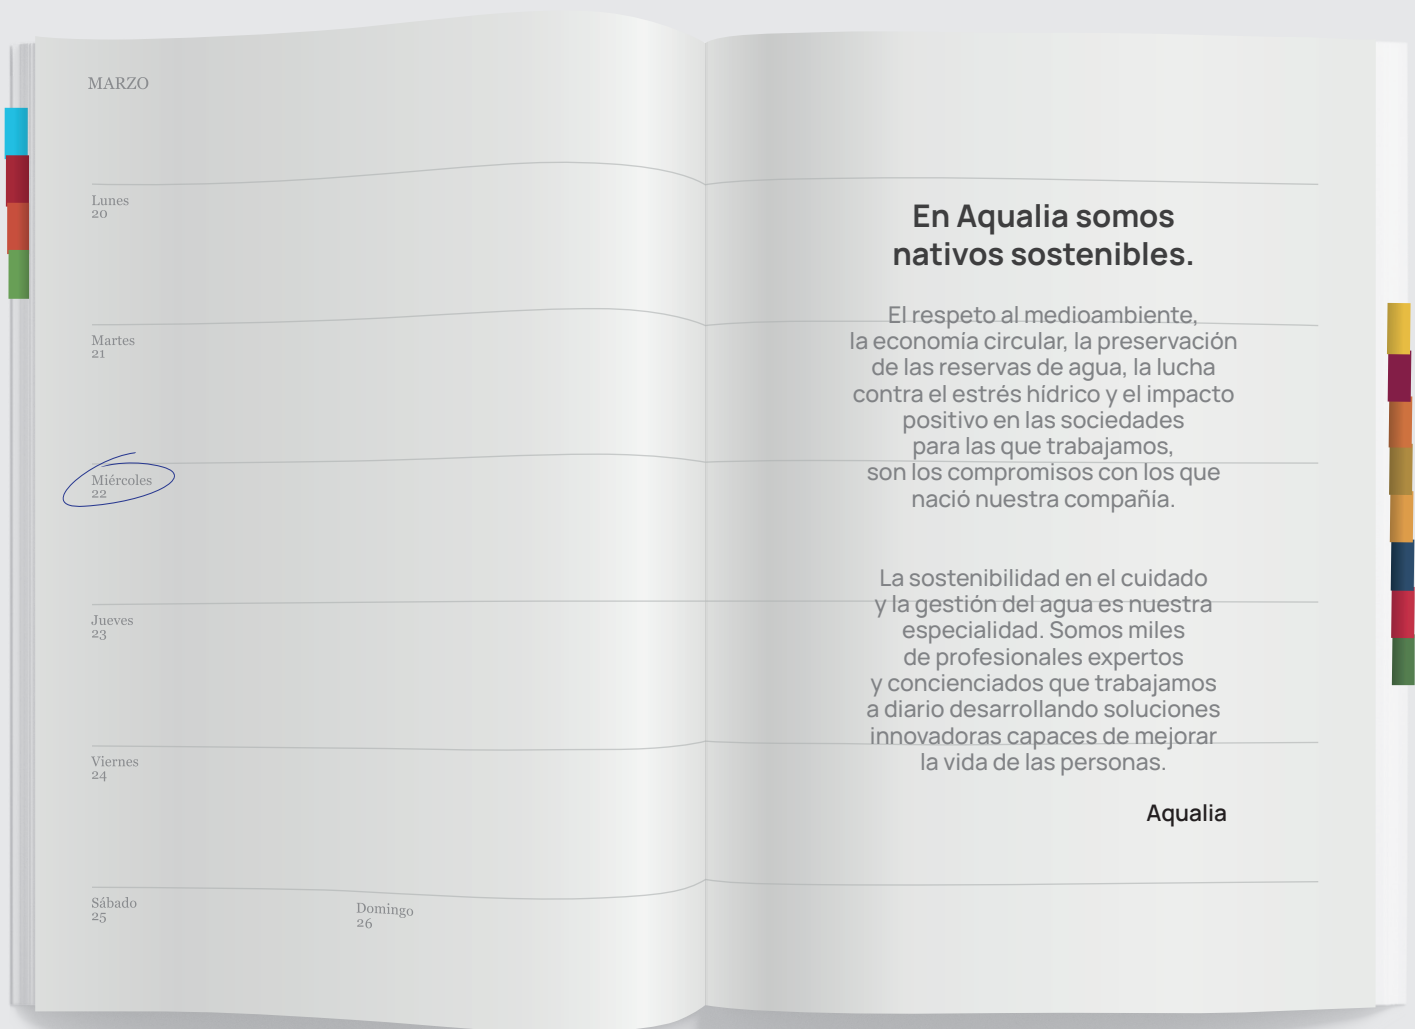 MARZO
Lunes
20
Martes
21
Miércoles
22
Jueves
23
Viernes
24
Sábado
25
Domingo
26
En Aqualia somos
nativos sostenibles.
El respeto al medioambiente,
la economía circular, la preservación
de las reservas de agua, la lucha
contra el estrés hídrico y el impacto
positivo en las sociedades
para las que trabajamos,
son los compromisos con los que
nació nuestra compañía.
La sostenibilidad en el cuidado
y la gestión del agua es nuestra
especialidad. Somos miles
de profesionales expertos
y concienciados que trabajamos
a diario desarrollando soluciones
innovadoras capaces de mejorar
la vida de las personas.
Aqualia